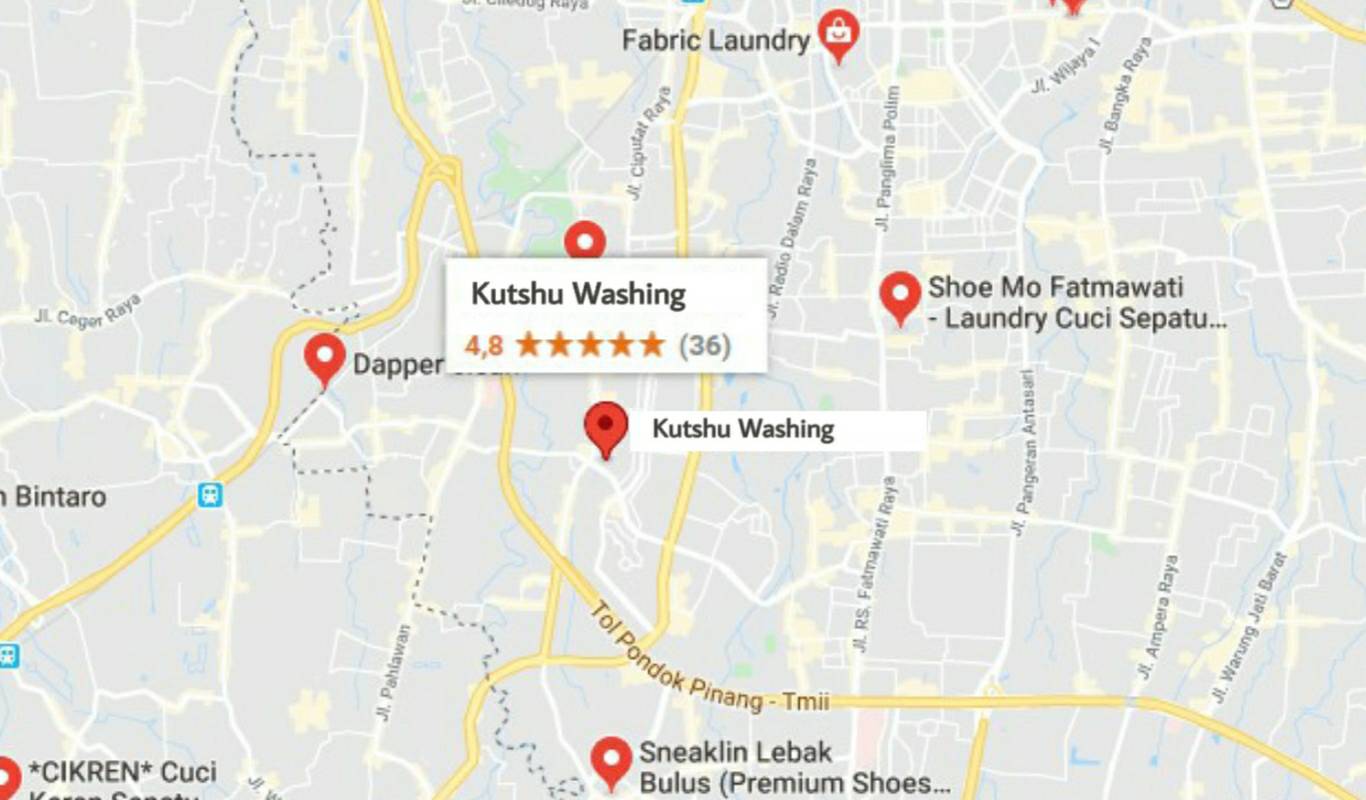 Jl. Ciledug Raya
Fabric Laundry
Jl. Wijaya I
Jl. Bangka Raya
Jl. Ciputat Raya
Jl. Panglima Polim
Jl. Radio Dalam Raya
Kutshu Washing
4,8 (36)
Shoe Mo Fatmawati
- Laundry Cuci Sepatu...
Jl. Ceger Raya
Dapper
Kutshu Washing
Jl. Pangeran Antasari
Bintaro
Jl. RS. Fatmawati Raya
Jl. Ampera Raya
Jl. Warung Jati Barat
Tol Pondok Pinang - Tmii
Jl. Pahlawan
Sneaklin Lebak
Bulus (Premium Shoes...
*CIKREN* Cuci
Karen Sepatu